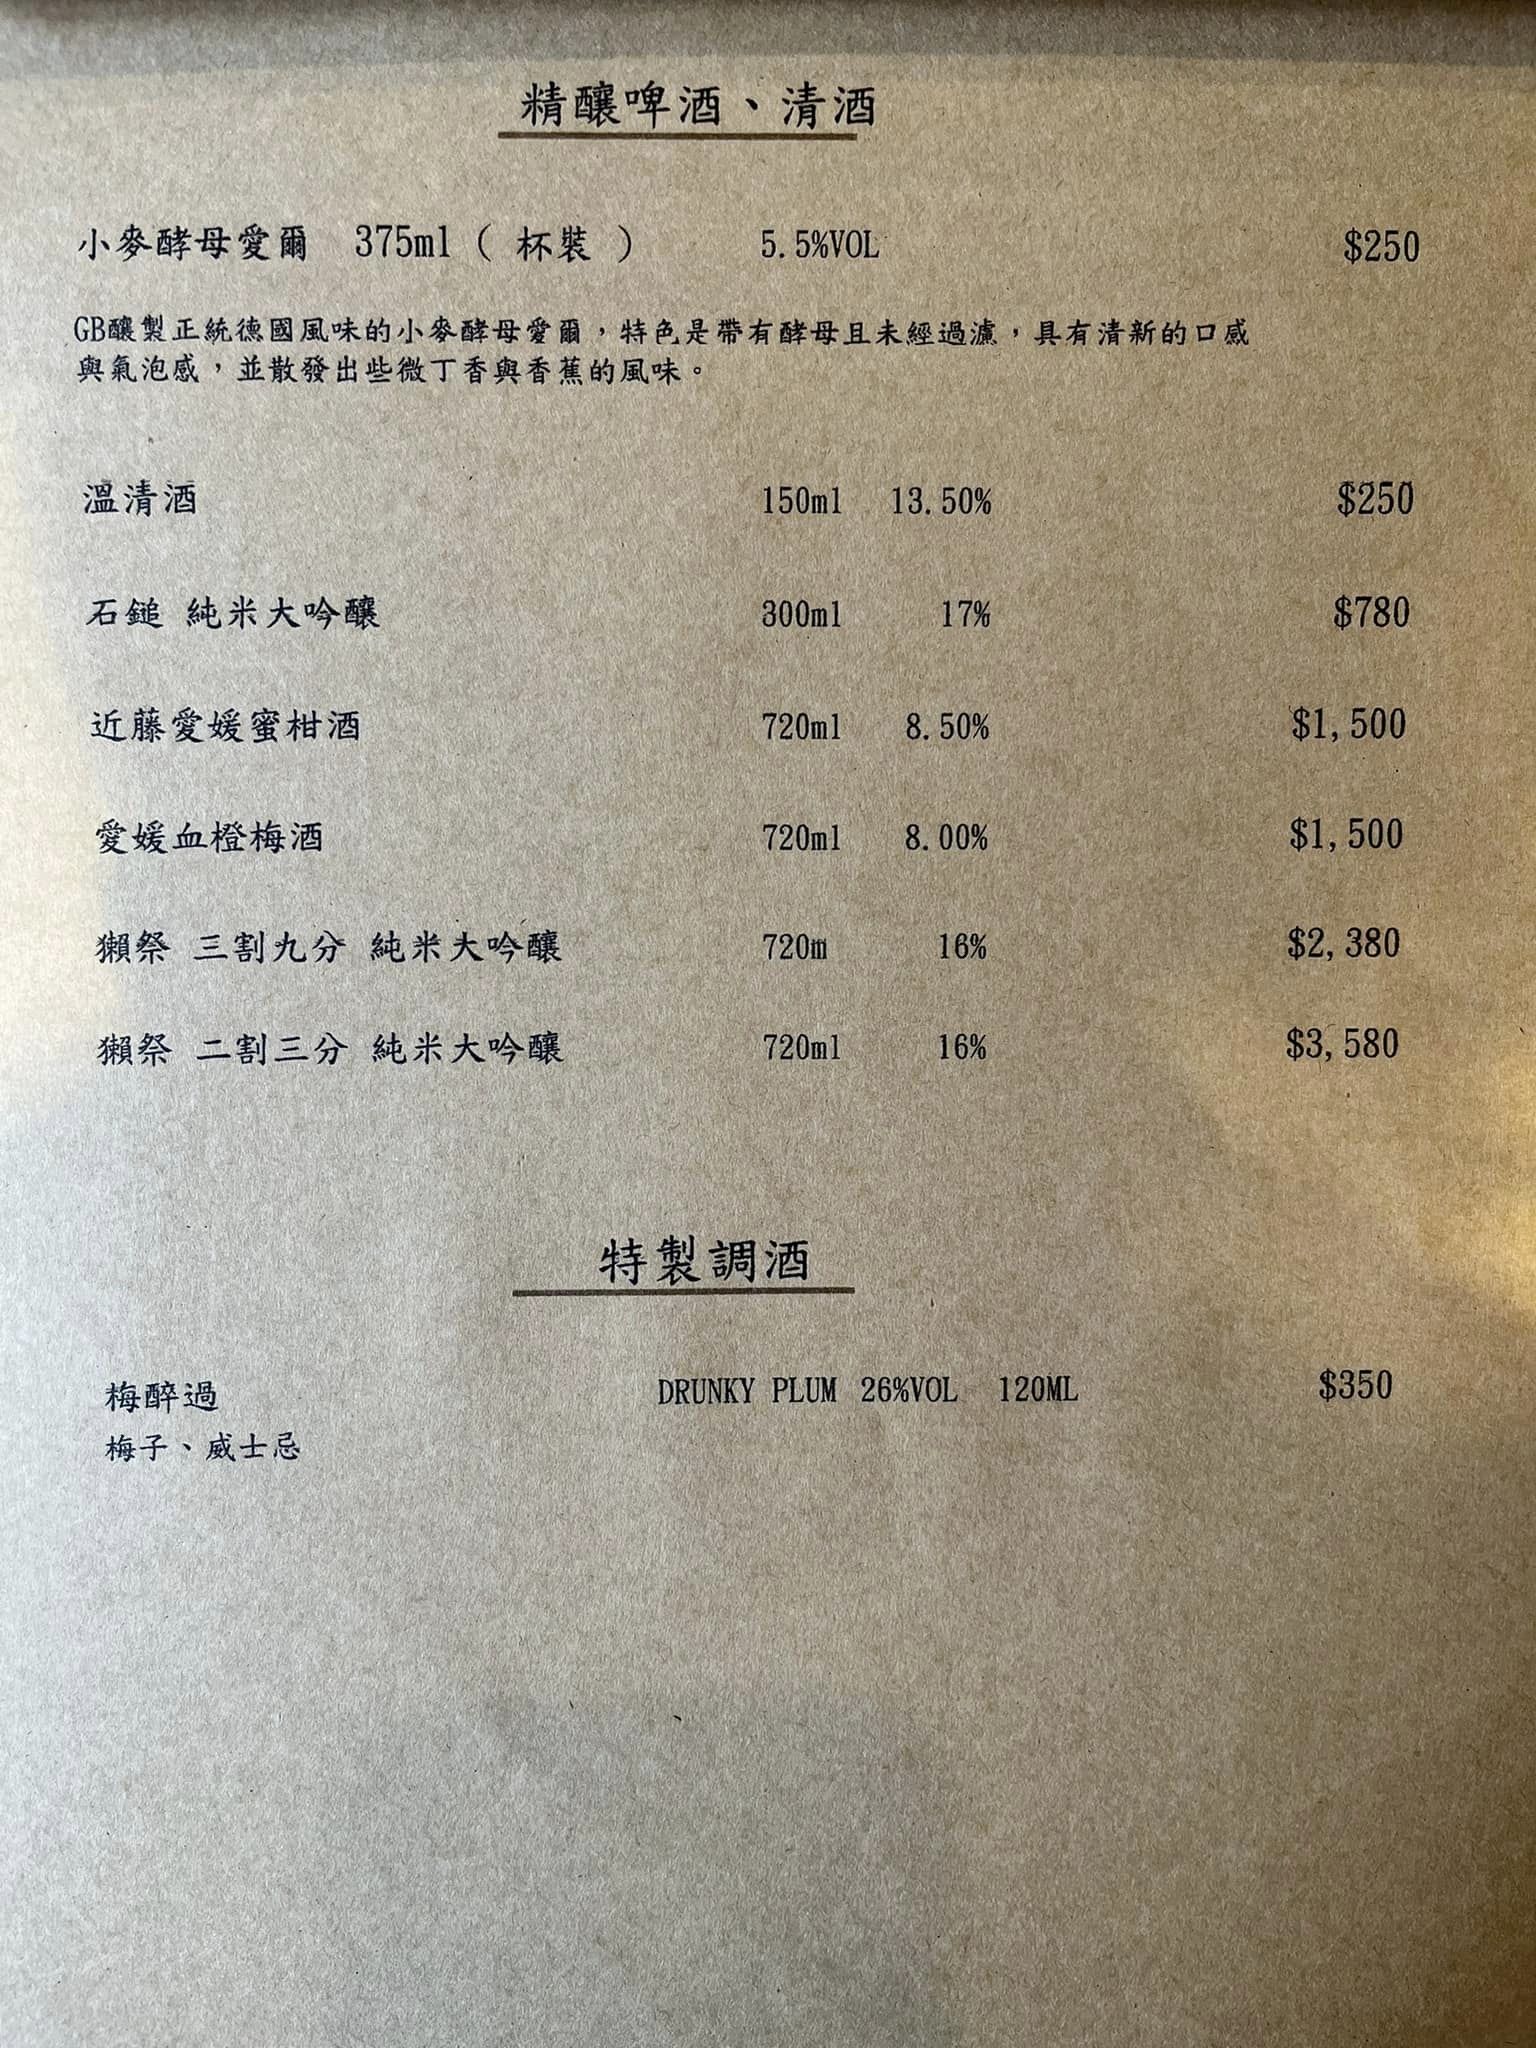 精釀啤酒、清酒
小麥酵母愛爾 375ml ( 杯裝 ) 5.5%VOL $250
GB釀製正統德國風味的小麥酵母愛爾，特色是帶有酵母且未經過濾，具有清新的口感
與氣泡感，並散發出些微丁香與香蕉的風味。
溫清酒 150ml 13.50% $250
石鎚 純米大吟釀 300ml 17% $780
近藤愛媛蜜柑酒 720ml 8.50% $1,500
愛媛血橙梅酒 720ml 8.00% $1,500
獺祭 三割九分 純米大吟釀 720m 16% $2,380
獺祭 二割三分 純米大吟釀 720ml 16% $3,580
特製調酒
梅醉過 DRUNKY PLUM 26%VOL 120ML $350
梅子、威士忌